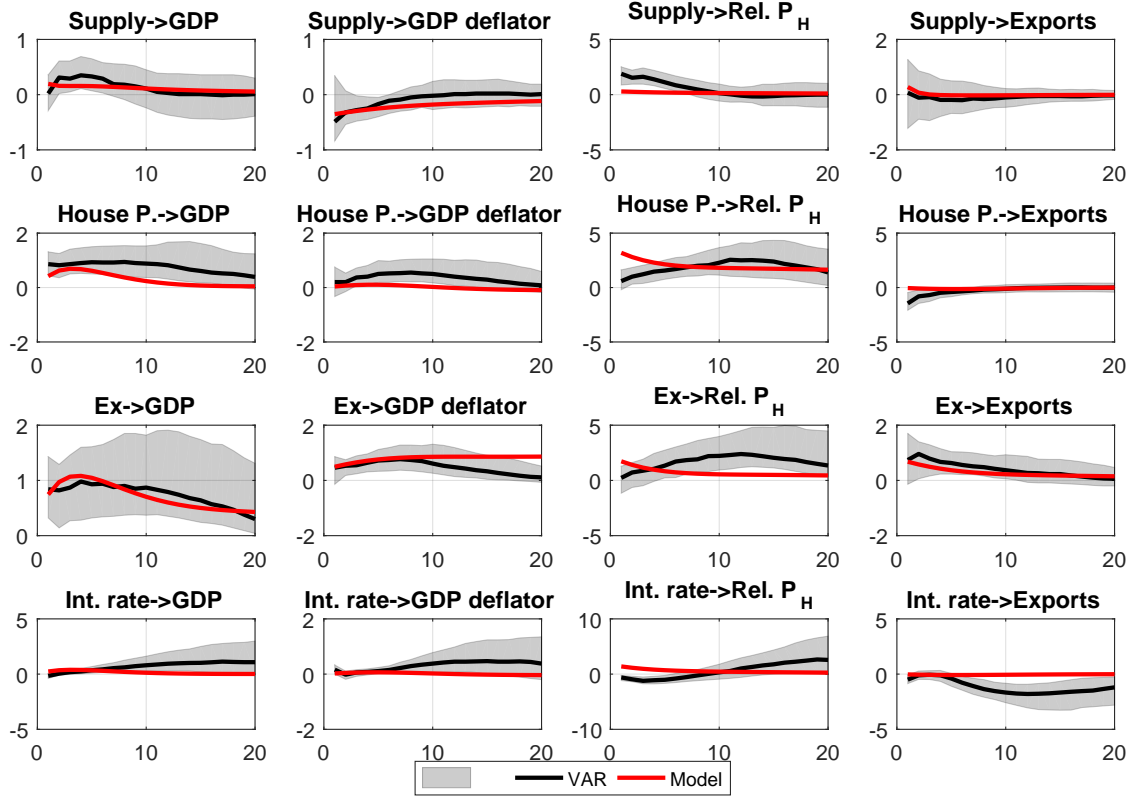 Supply->GDP
Supply->GDP deflator
Supply->Rel. P H
Supply->Exports
1
0
-1
0 10 20
1
0
-1
0 10 20
5
0
-5
0 10 20
2
0
-2
0 10 20
House P.->GDP
House P.->GDP deflator
House P.->Rel. P H
House P.->Exports
2
0
-2
0 10 20
2
0
-2
0 10 20
5
0
-5
0 10 20
5
0
-5
0 10 20
Ex->GDP
Ex->GDP deflator
Ex->Rel. P H
Ex->Exports
2
1
0
0 10 20
2
0
-2
0 10 20
5
0
-5
0 10 20
2
0
-2
0 10 20
Int. rate->GDP
Int. rate->GDP deflator
Int. rate->Rel. P H
Int. rate->Exports
5
0
-5
0 10 20
2
0
-2
0 10 20
10
0
-10
0 10 20
5
0
-5
0 10 20
VAR Model